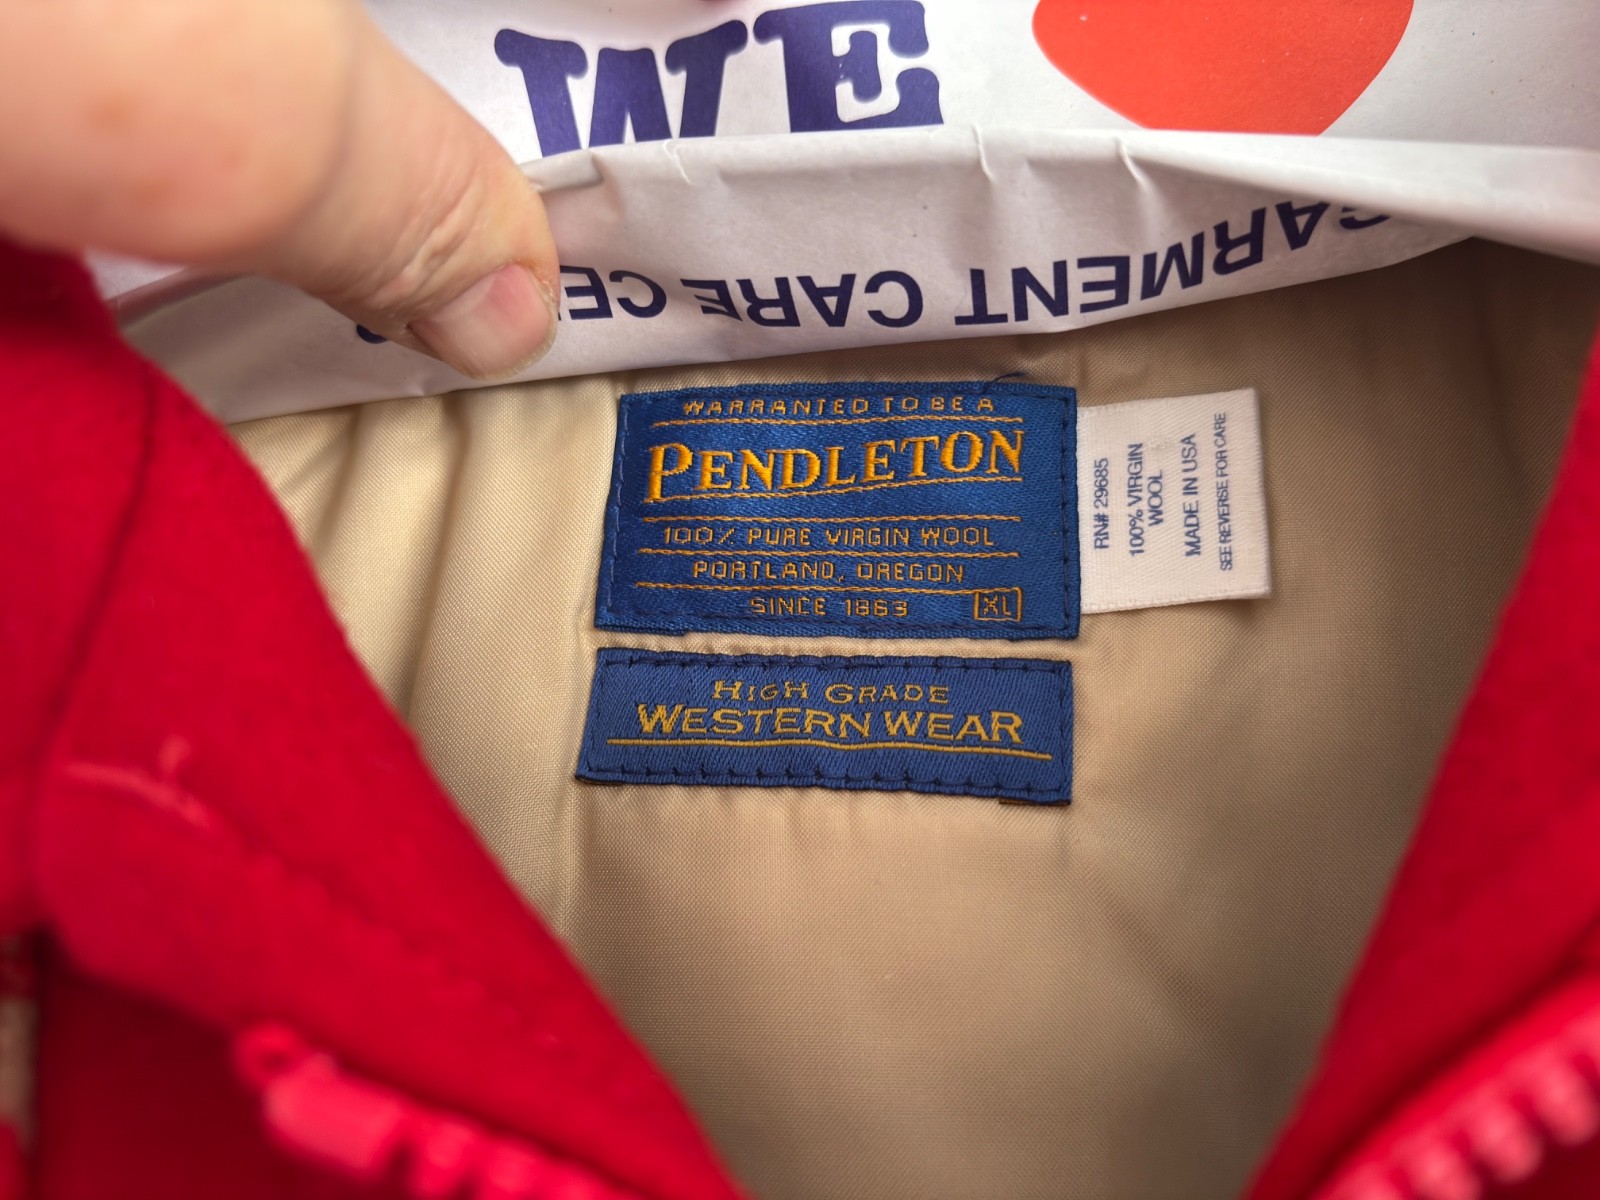 WE
GARMENT CARE CE
WARRANTED TO BE A
PENDLETON
100% PURE VIRGIN WOOL
PORTLAND, OREGON
SINCE 1863
XL
HIGH GRADE
WESTERN WEAR
RN# 29685
100% VIRGIN
WOOL
MADE IN USA
SEE REVERSE FOR CARE